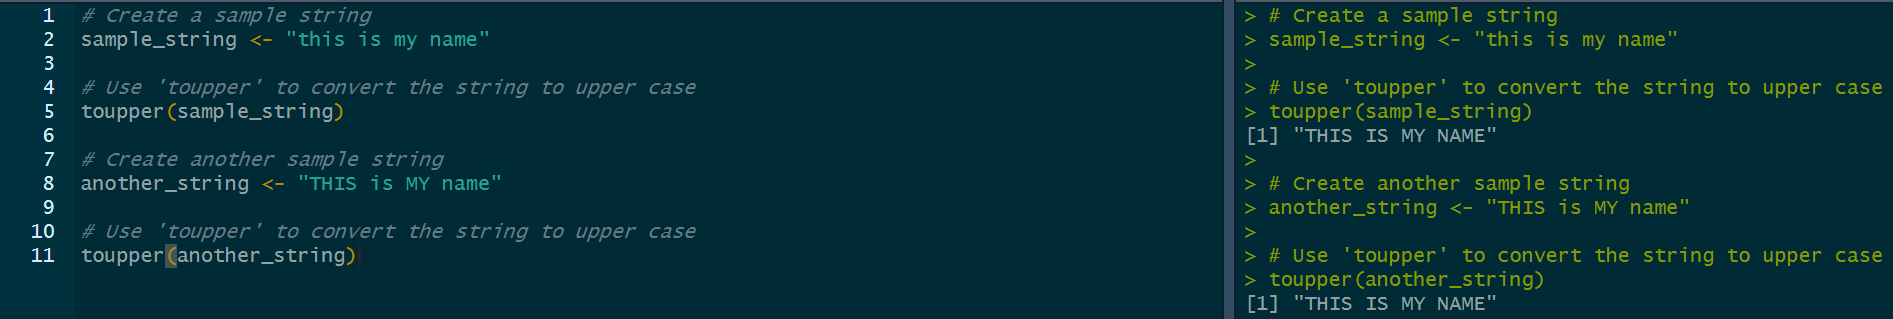 1 # Create a sample string
2 sample_string <- "this is my name"
3
4 # Use 'toupper' to convert the string to upper case
5 toupper(sample_string)
6
7 # Create another sample string
8 another_string <- "THIS is MY name"
9
10 # Use 'toupper' to convert the string to upper case
11 toupper(another_string)
> # Create a sample string
> sample_string <- "this is my name"
>
> # Use 'toupper' to convert the string to upper case
> toupper(sample_string)
[1] "THIS IS MY NAME"
>
> # Create another sample string
> another_string <- "THIS is MY name"
>
> # Use 'toupper' to convert the string to upper case
> toupper(another_string)
[1] "THIS IS MY NAME"